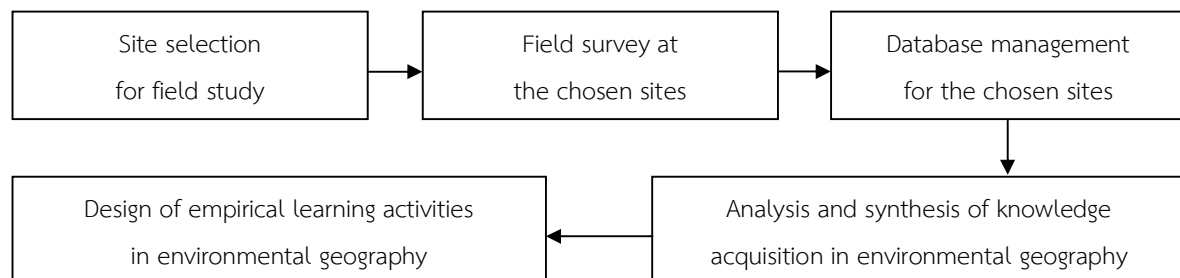 Site selection
for field study
Field survey at
the chosen sites
Database management
for the chosen sites
Analysis and synthesis of knowledge
acquisition in environmental geography
Design of empirical learning activities
in environmental geography